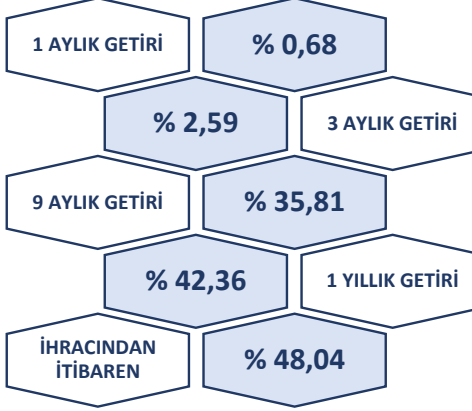 1 AYLIK GETİRİ
% 0,68
% 2,59
3 AYLIK GETİRİ
9 AYLIK GETİRİ
% 35,81
% 42,36
1 YILLIK GETİRİ
İHRACINDAN
İTİBAREN
% 48,04